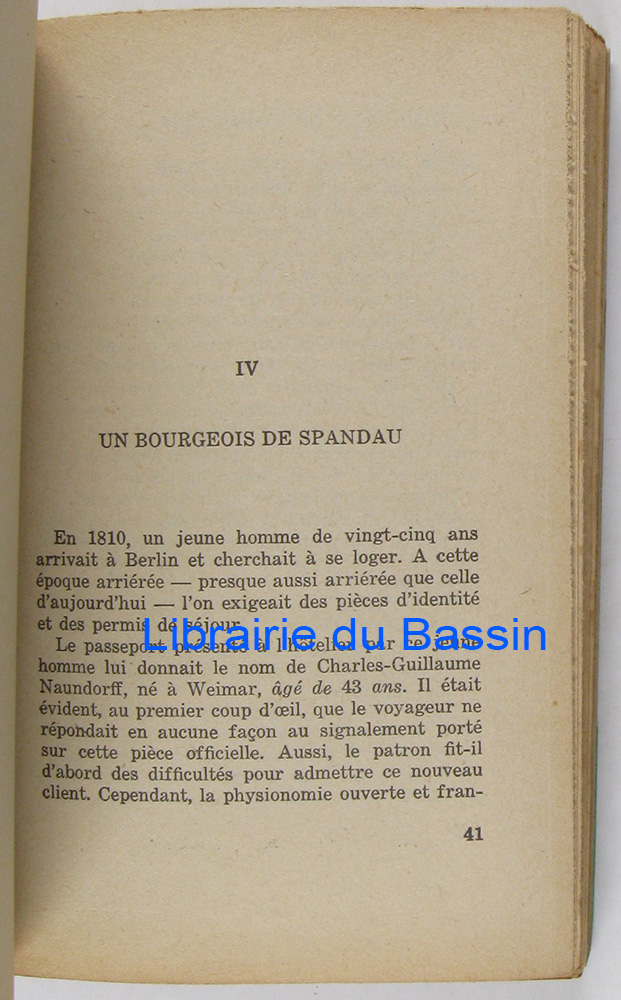 IV
UN BOURGEOIS DE SPANDAU
En 1810, un jeune homme de vingt-cinq ans
arrivait à Berlin et cherchait à se loger. A cette
époque arriérée — presque aussi arriérée que celle
d'aujourd'hui — l'on exigeait des pièces d'identité
et des permis de séjour.
Librairie du Bassin
Le passeport présenté à l'hôtelier par ce jeune
homme lui donnait le nom de Charles-Guillaume
Naundorff, né à Weimar, âgé de 43 ans. Il était
évident, au premier coup d'œil, que le voyageur ne
répondait en aucune façon au signalement porté
sur cette pièce officielle. Aussi, le patron fit-il
d'abord des difficultés pour admettre ce nouveau
client. Cependant, la physionomie ouverte et fran-
41